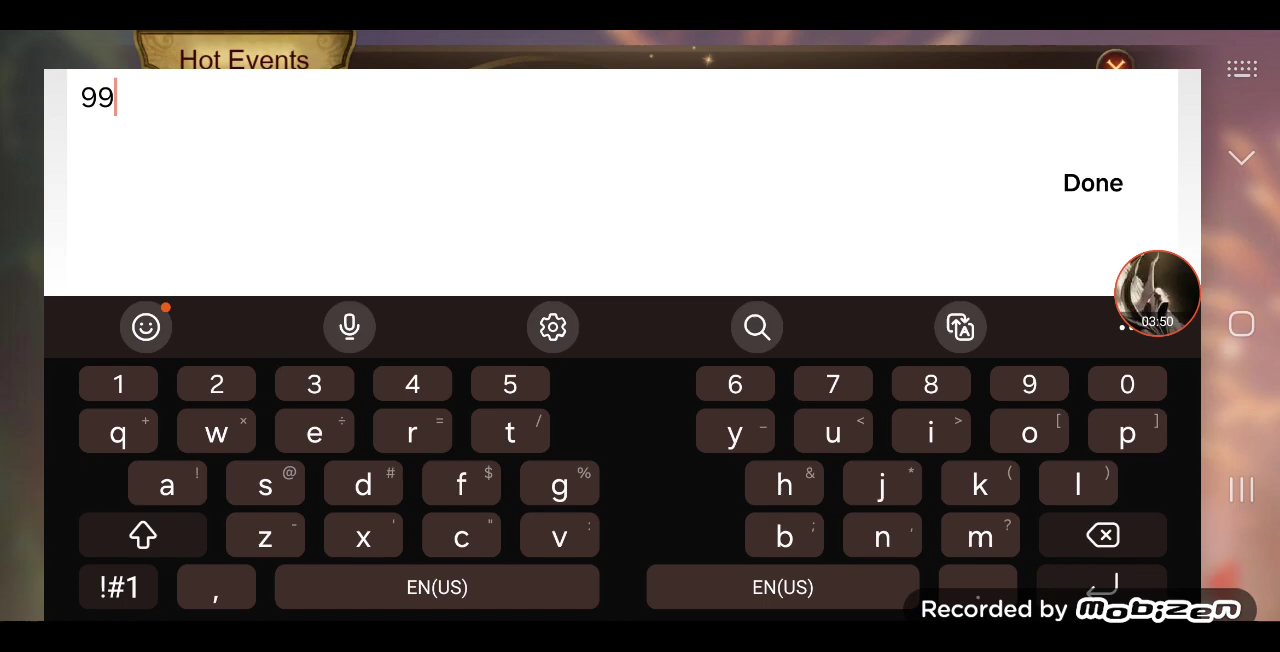 Hot Events
99
Done
03:50
1 2 3 4 5 6 7 8 9 0
q + w × e ÷ r = t / y _ u < i > o [ p ]
a ! s @ d # f $ g % h & j * k ( l )
z - x ' c " v : b ; n , m ?
!#1 , EN(US) EN(US) .
Recorded by Mobizen